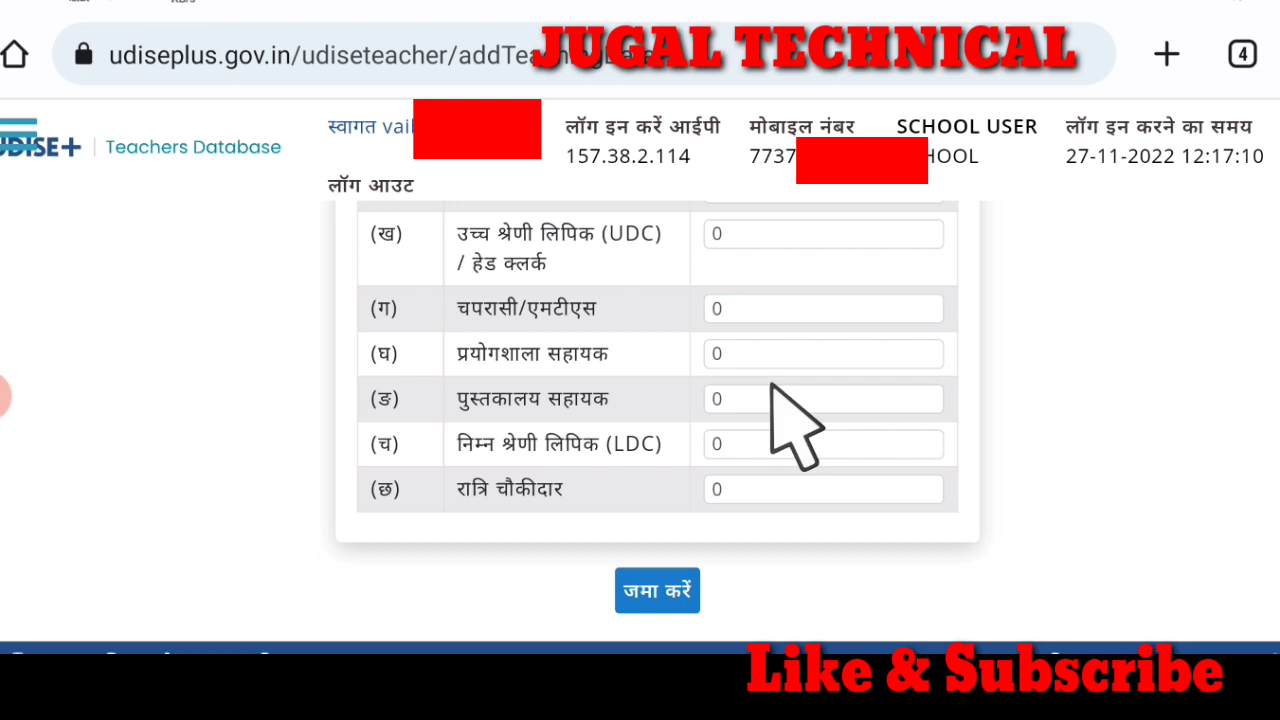 udiseplus.gov.in/udiseteacher/addTea
JUGAL TECHNICAL
4
UDISE+ | Teachers Database
स्वागत vail
लॉग इन करें आईपी
157.38.2.114
मोबाइल नंबर
7737
SCHOOL USER
HOOL
लॉग इन करने का समय
27-11-2022 12:17:10
लॉग आउट
(ख) उच्च श्रेणी लिपिक (UDC) 0
/ हेड क्लर्क
(ग) चपरासी/एमटीएस 0
(घ) प्रयोगशाला सहायक 0
(ङ) पुस्तकालय सहायक 0
(च) निम्न श्रेणी लिपिक (LDC) 0
(छ) रात्रि चौकीदार 0
जमा करें
Like & Subscribe